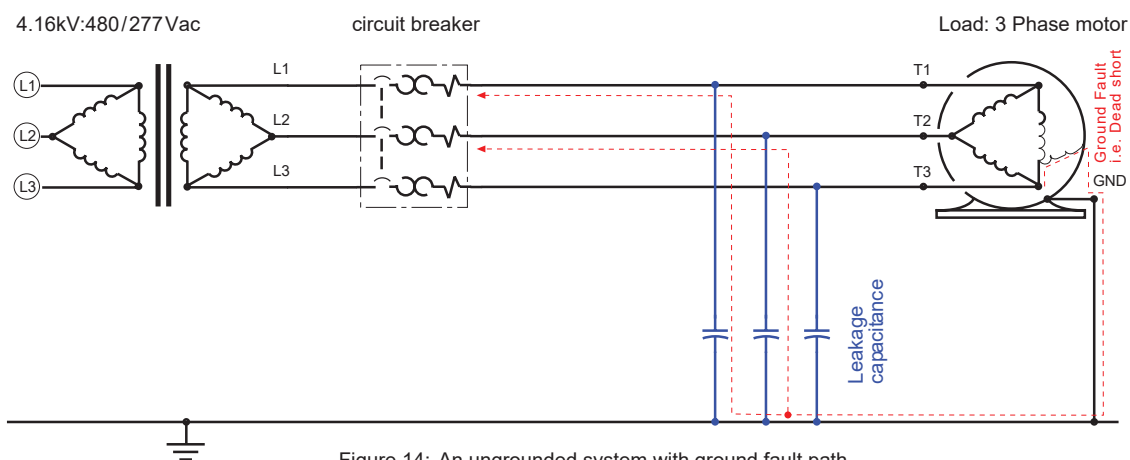 4.16kV:480/277Vac
circuit breaker
Load: 3 Phase motor
L1
L2
L3
L1
L2
L3
T1
T2
T3
Ground Fault
i.e. Dead short
GND
Leakage
capacitance
Figure 14: An ungrounded system with ground fault path